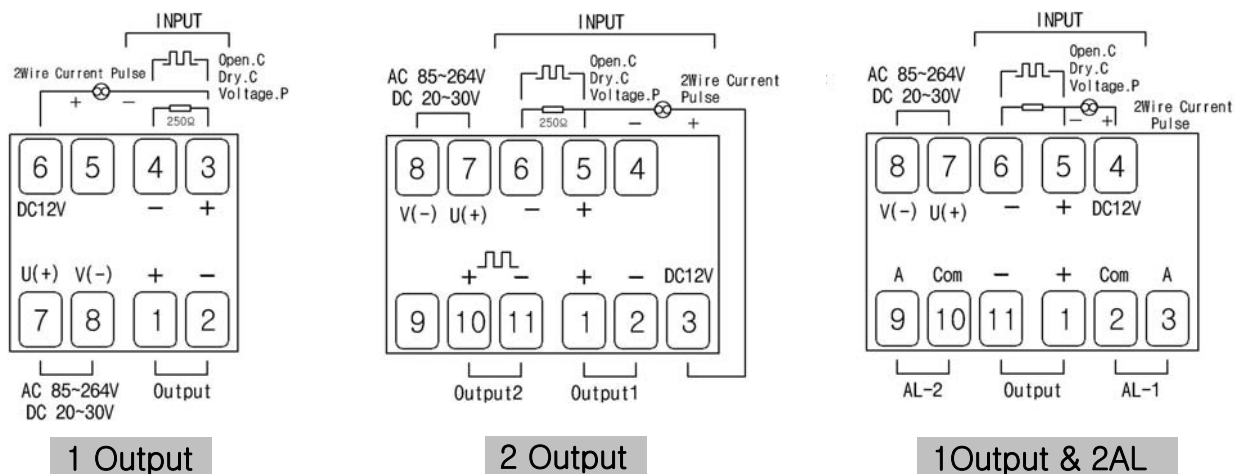 INPUT
Open.C
Dry.C
Voltage.P
2Wire Current Pulse
+ −
250Ω
6 5 4 3
DC12V − +
U(+) V(−) + −
7 8 1 2
AC 85~264V
DC 20~30V
Output
1 Output
INPUT
AC 85~264V
DC 20~30V
Open.C
Dry.C
Voltage.P
2Wire Current
Pulse
250Ω − +
8 7 6 5 4
V(−) U(+) − +
+ − + − DC12V
9 10 11 1 2 3
Output2 Output1
2 Output
INPUT
AC 85~264V
DC 20~30V
Open.C
Dry.C
Voltage.P
2Wire Current
Pulse
− +
8 7 6 5 4
V(−) U(+) − + DC12V
A Com − + Com A
9 10 11 1 2 3
AL-2 Output AL-1
1Output & 2AL